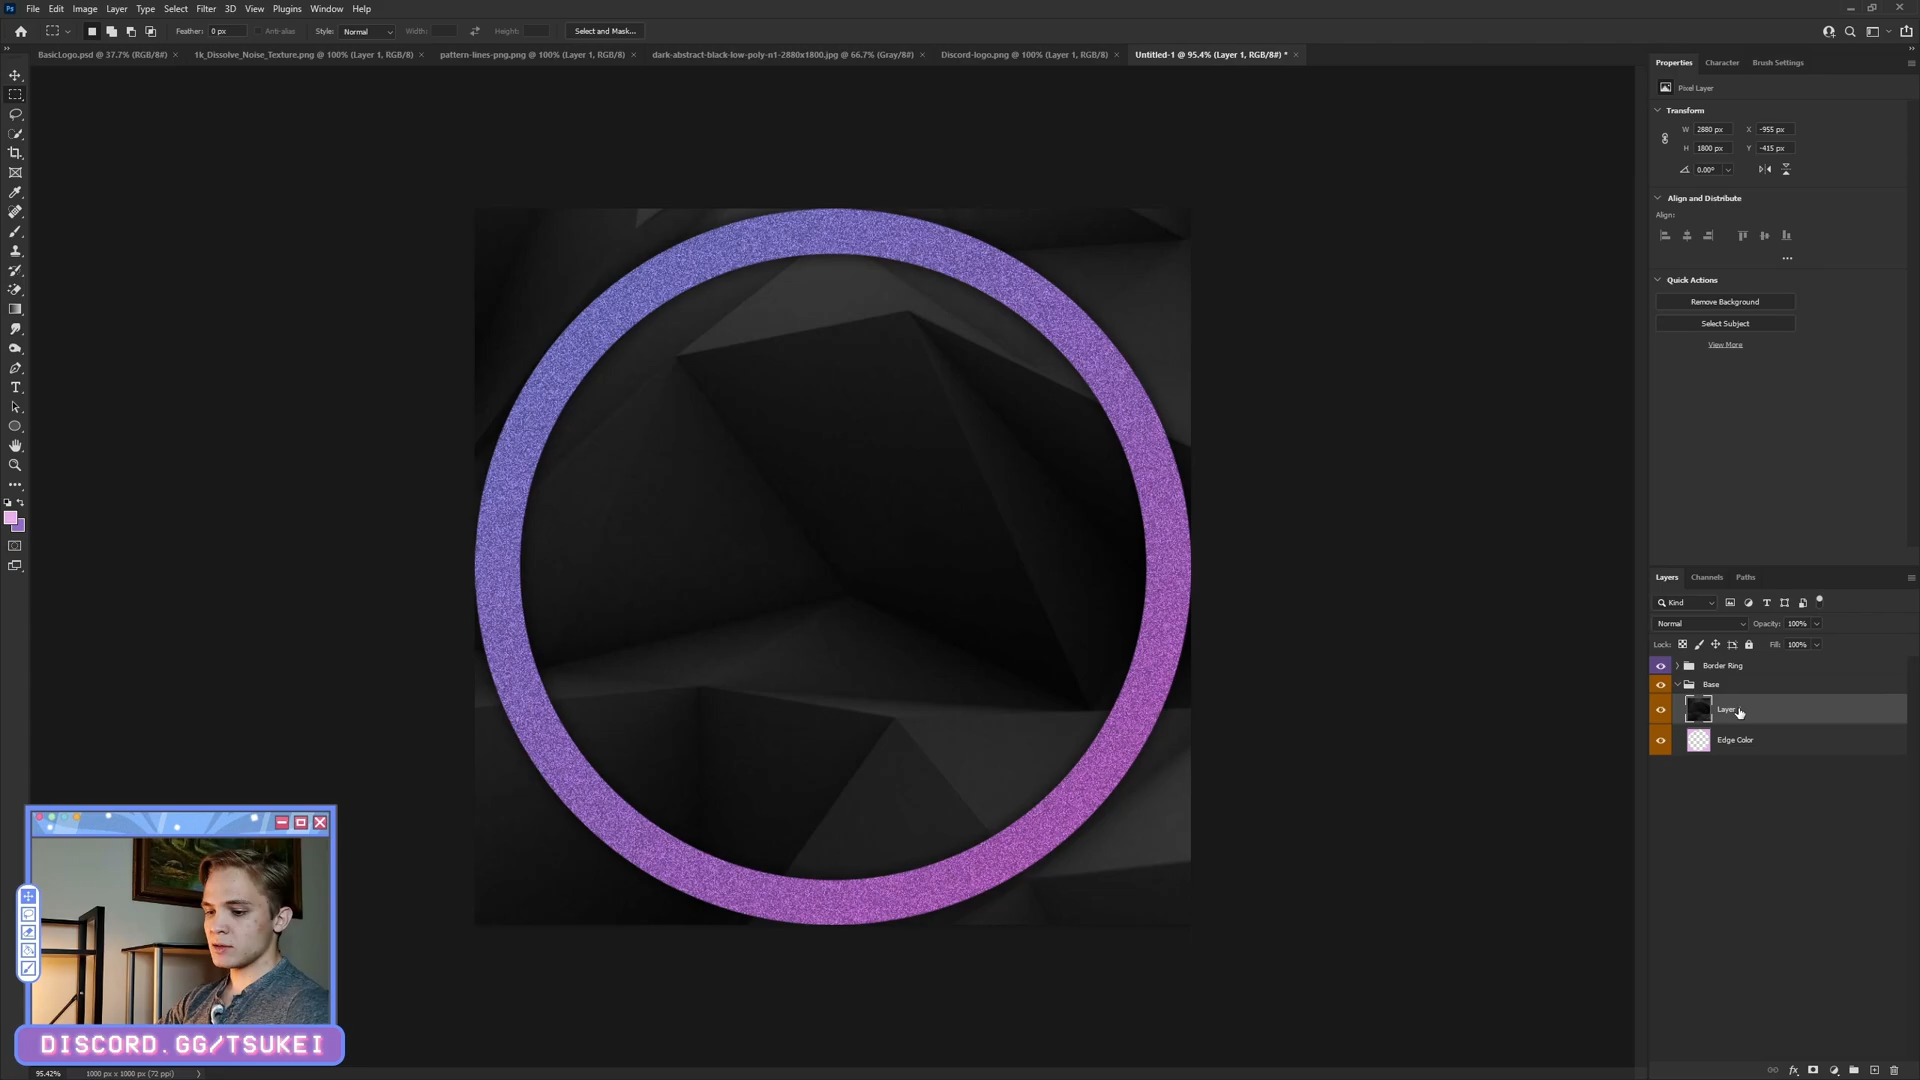 File Edit Image Layer Type Select Filter 3D View Plugins Window Help
Feather: 0 px Anti-alias Style: Normal Width: Height: Select and Mask...
BasicLogo.psd @ 37.7% (RGB/8#) 1k_Dissolve_Noise_Texture.png @ 100% (Layer 1, RGB/8) pattern-lines-png.png @ 100% (Layer 1, RGB/8) dark-abstract-black-low-poly-n1-2880x1800.jpg @ 66.7% (Gray/8#) Discord-logo.png @ 100% (Layer 1, RGB/8) Untitled-1 @ 95.4% (Layer 1, RGB/8#) *
Properties Character Brush Settings
Pixel Layer
Transform
W 2880 px X -955 px
H 1800 px Y -415 px
0.00°
Align and Distribute
Align:
Quick Actions
Remove Background
Select Subject
View More
Layers Channels Paths
Kind
Normal Opacity: 100%
Lock: Fill: 100%
Border Ring
Base
Layer
Edge Color
DISCORD.GG/TSUKEI
95.42% 1000 px x 1000 px (72 ppi)